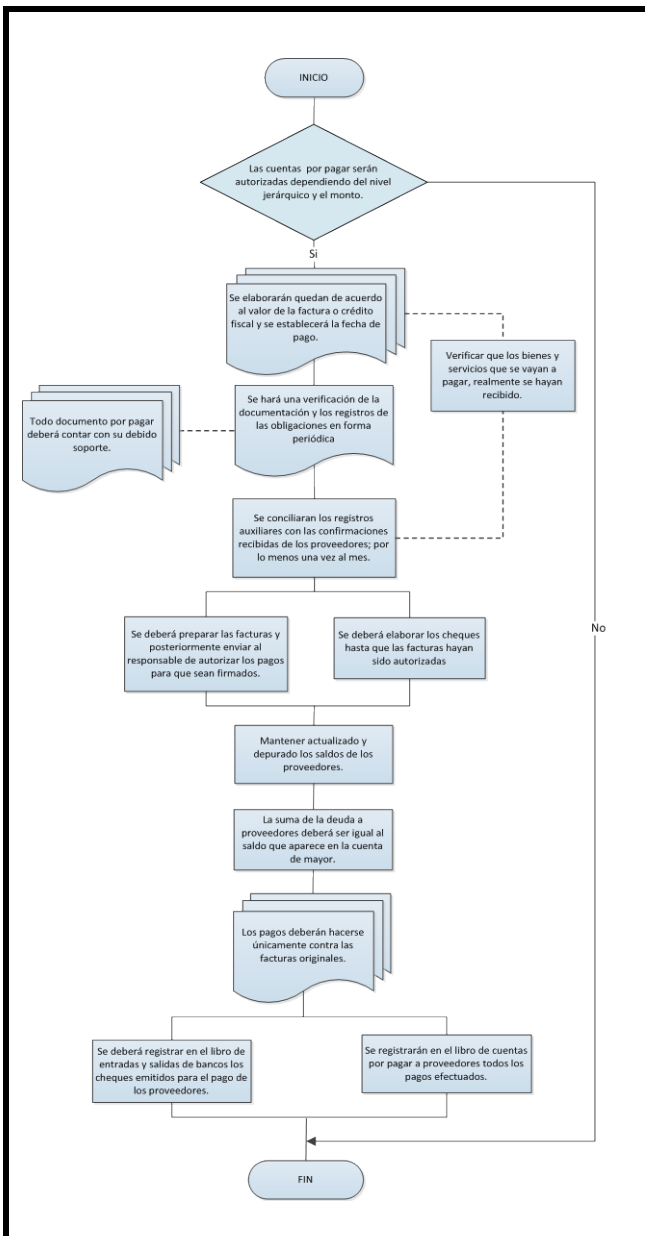 INICIO
Las cuentas por pagar serán
autorizadas dependiendo del nivel
jerárquico y el monto.
Si
Se elaborarán quedan de acuerdo
al valor de la factura o crédito
fiscal y se establecerá la fecha de
pago.
Verificar que los bienes y
servicios que se vayan a
pagar, realmente se hayan
recibido.
Se hará una verificación de la
documentación y los registros de
las obligaciones en forma
periódica
Todo documento por pagar
deberá contar con su debido
soporte.
Se conciliaran los registros
auxiliares con las confirmaciones
recibidas de los proveedores; por
lo menos una vez al mes.
Se deberá preparar las facturas y
posteriormente enviar al
responsable de autorizar los pagos
para que sean firmados.
Se deberá elaborar los cheques
hasta que las facturas hayan
sido autorizadas
No
Mantener actualizado y
depurado los saldos de los
proveedores.
La suma de la deuda a
proveedores deberá ser igual al
saldo que aparece en la cuenta
de mayor.
Los pagos deberán hacerse
únicamente contra las
facturas originales.
Se deberá registrar en el libro de
entradas y salidas de bancos los
cheques emitidos para el pago de
los proveedores.
Se registrarán en el libro de cuentas
por pagar a proveedores todos los
pagos efectuados.
FIN